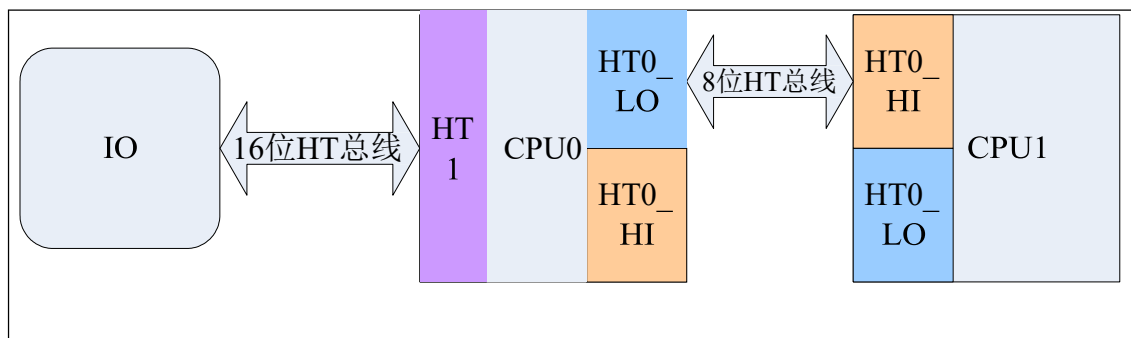 IO
16位HT总线
HT
1
CPU0
HT0_
LO
HT0_
HI
8位HT总线
HT0_
HI
HT0_
LO
CPU1